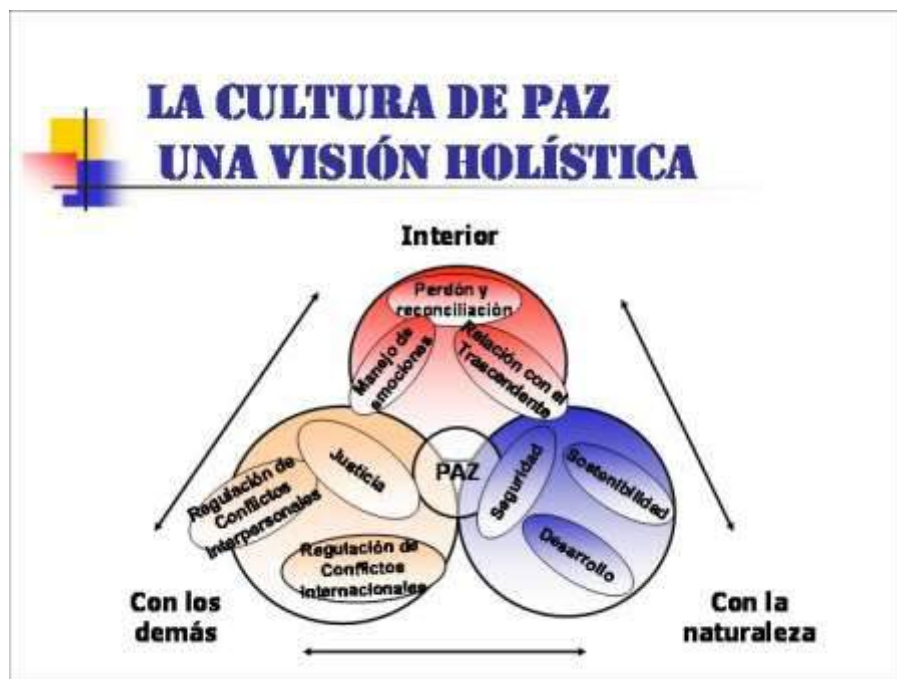 LA CULTURA DE PAZ
UNA VISIÓN HOLÍSTICA
Interior
Perdón y
reconciliación
Manejo de
emociones
Relación con el
Trascendente
Justicia
Regulación de
Conflictos
Interpersonales
Regulación de
Conflictos
internacionales
PAZ
Seguridad
Sostenibilidad
Desarrollo
Con los
demás
Con la
naturaleza